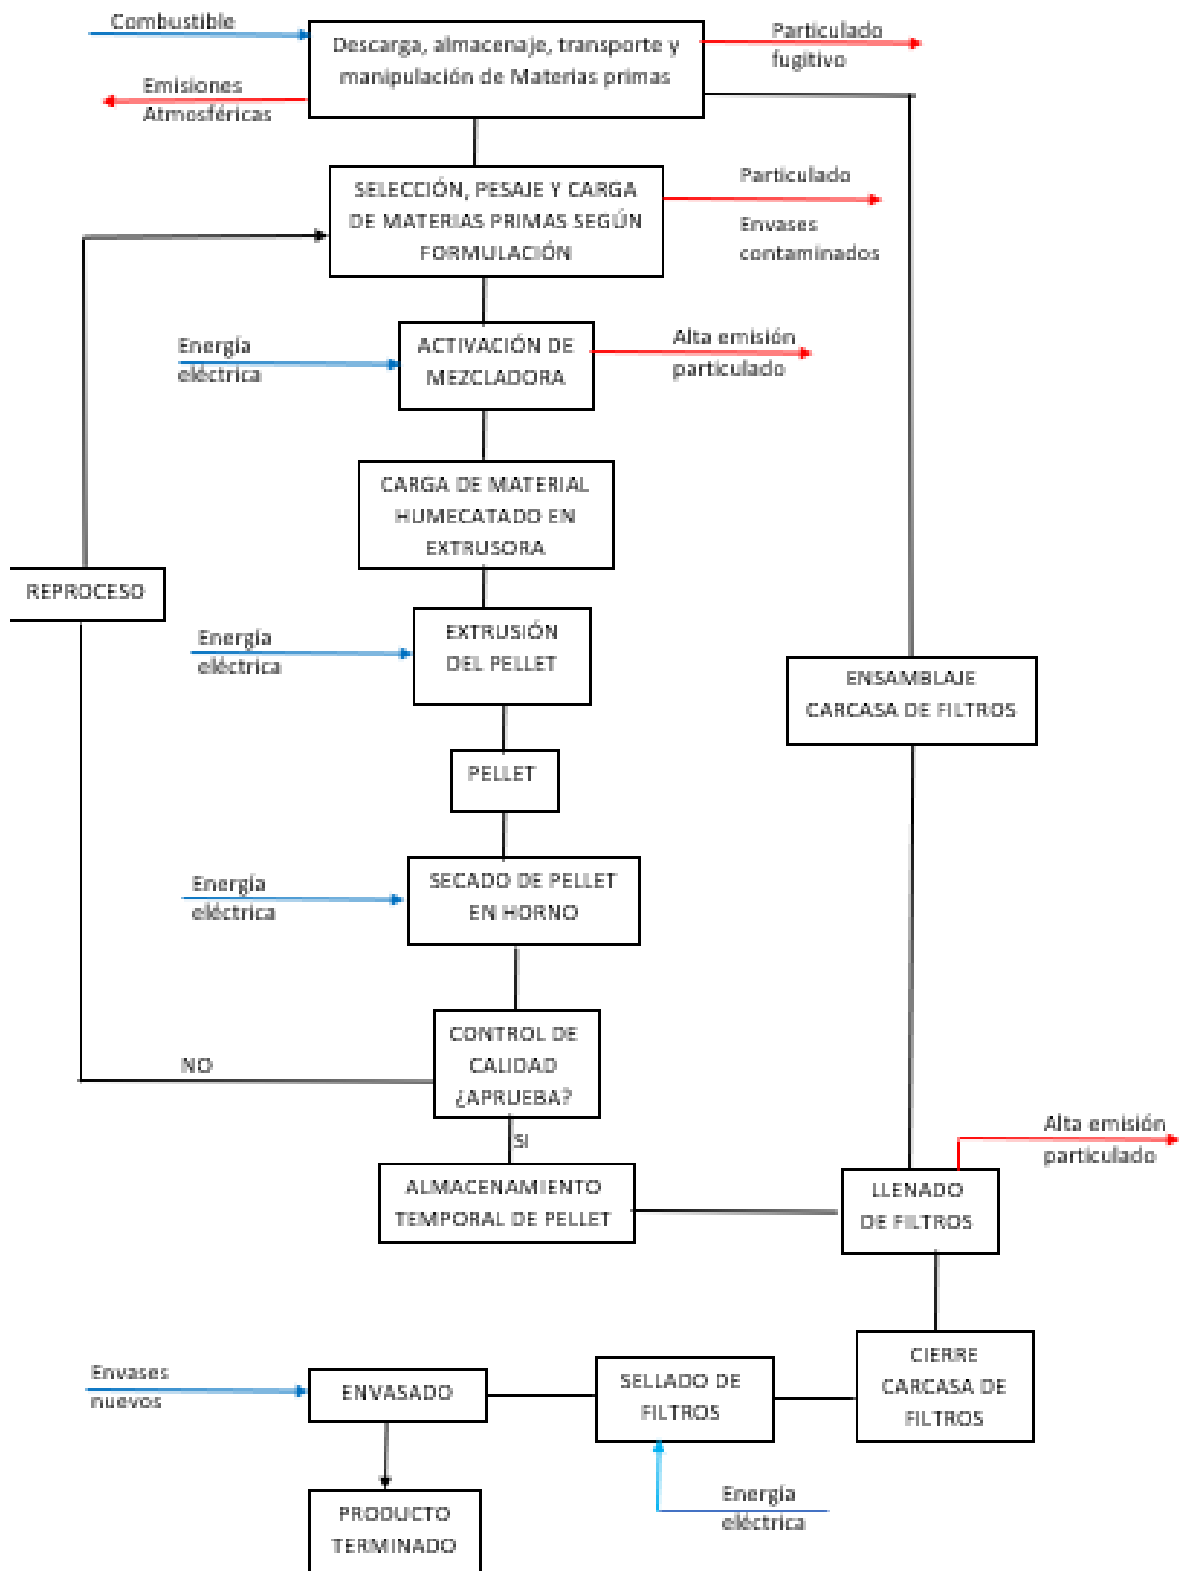 Combustible
Descarga, almacenaje, transporte y
manipulación de Materias primas
Particulado
fugitivo
Emisiones
Atmosféricas
SELECCIÓN, PESAJE Y CARGA
DE MATERIAS PRIMAS SEGÚN
FORMULACIÓN
Particulado
Envases
contaminados
Energía
eléctrica
ACTIVACIÓN DE
MEZCLADORA
Alta emisión
particulado
CARGA DE MATERIAL
HUMECATADO EN
EXTRUSORA
REPROCESO
Energía
eléctrica
EXTRUSIÓN
DEL PELLET
ENSAMBLAJE
CARCASA DE FILTROS
PELLET
Energía
eléctrica
SECADO DE PELLET
EN HORNO
CONTROL DE
CALIDAD
¿APRUEBA?
NO
SI
ALMACENAMIENTO
TEMPORAL DE PELLET
Alta emisión
particulado
LLENADO
DE FILTROS
CIERRE
CARCASA DE
FILTROS
SELLADO DE
FILTROS
Energía
eléctrica
Envases
nuevos
ENVASADO
PRODUCTO
TERMINADO